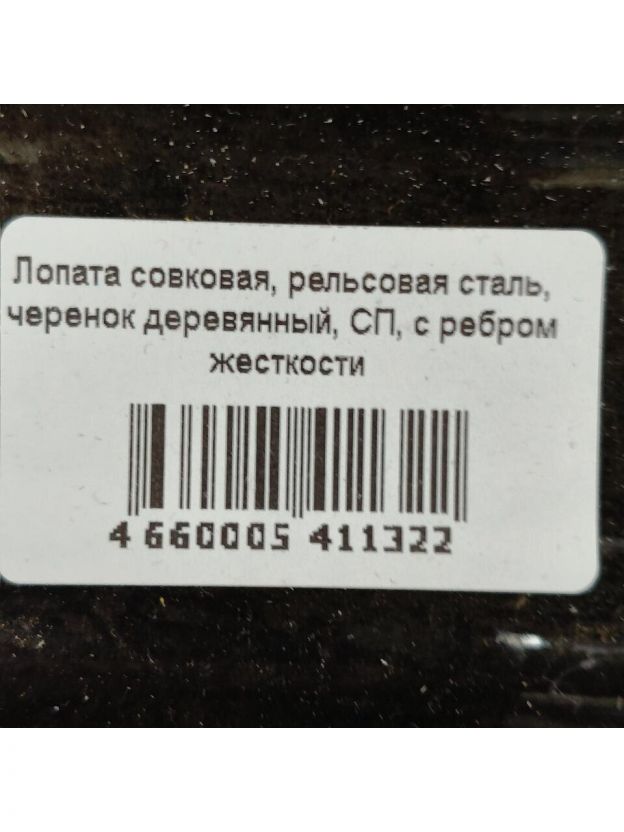 Лопата совковая, рельсовая сталь,
черенок деревянный, СП, с ребром
жесткости
4 660005 411322